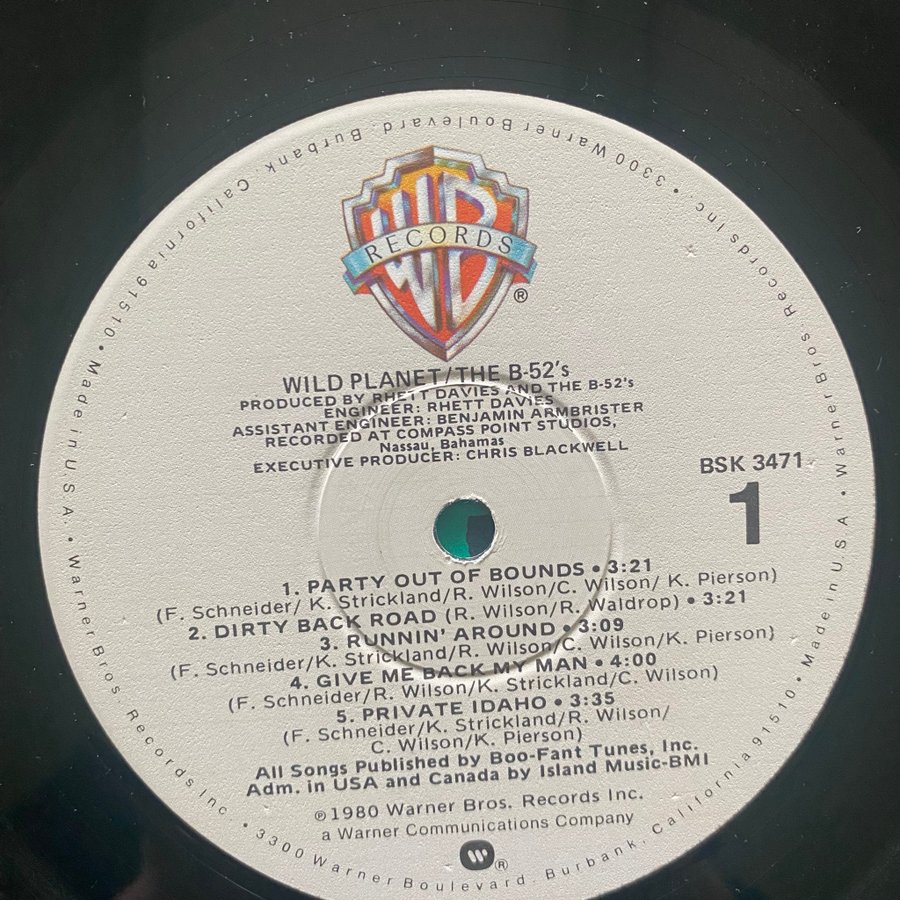 WB
RECORDS
®
WILD PLANET/THE B-52's
PRODUCED BY RHETT DAVIES AND THE B-52's
ENGINEER: RHETT DAVIES
ASSISTANT ENGINEER: BENJAMIN ARMBRISTER
RECORDED AT COMPASS POINT STUDIOS,
Nassau, Bahamas
EXECUTIVE PRODUCER: CHRIS BLACKWELL
BSK 3471
1
1. PARTY OUT OF BOUNDS • 3:21
(F. Schneider/ K. Strickland/R. Wilson/C. Wilson/ K. Pierson)
2. DIRTY BACK ROAD (R. Wilson/R. Waldrop) • 3:21
3. RUNNIN' AROUND • 3:09
(F. Schneider/K. Strickland/R. Wilson/C. Wilson/K. Pierson)
4. GIVE ME BACK MY MAN • 4:00
(F. Schneider/R. Wilson/K. Strickland/C. Wilson)
5. PRIVATE IDAHO • 3:35
(F. Schneider/K. Strickland/R. Wilson/
C. Wilson/K. Pierson)
All Songs Published by Boo-Fant Tunes, Inc.
Adm. in USA and Canada by Island Music-BMI
℗1980 Warner Bros. Records Inc.
a Warner Communications Company
W ®
Warner Bros. Records Inc. • 3300 Warner Boulevard. Burbank, California 91510 • Made in U.S.A. •
Warner Bros. Records Inc. • 3300 Warner Boulevard. Burbank, California 91510 • Made in U.S.A •